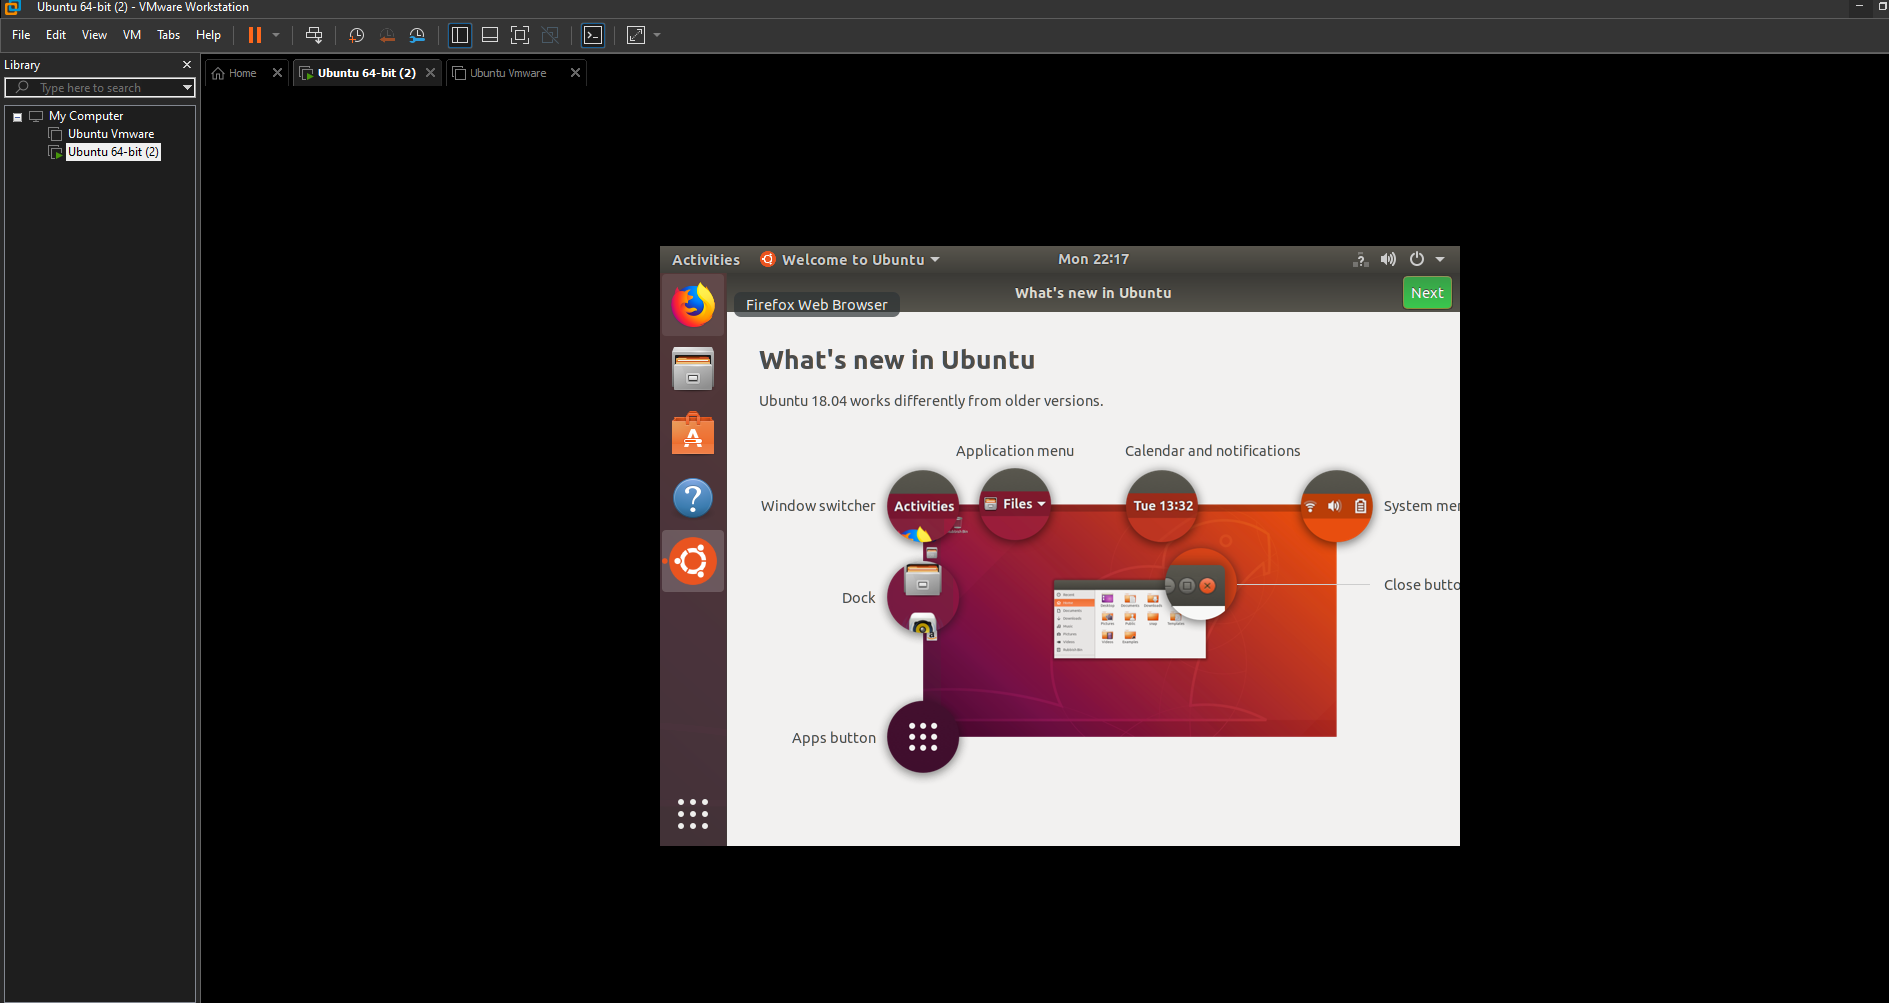 Ubuntu 64-bit (2) - VMware Workstation
File Edit View VM Tabs Help
Library
Type here to search
My Computer
Ubuntu Vmware
Ubuntu 64-bit (2)
Home
Ubuntu 64-bit (2)
Ubuntu Vmware
Activities Welcome to Ubuntu Mon 22:17
Firefox Web Browser
What's new in Ubuntu
Next
What's new in Ubuntu
Ubuntu 18.04 works differently from older versions.
Application menu Calendar and notifications
Window switcher Activities Files Tue 13:32 System
Dock
Close
Apps button